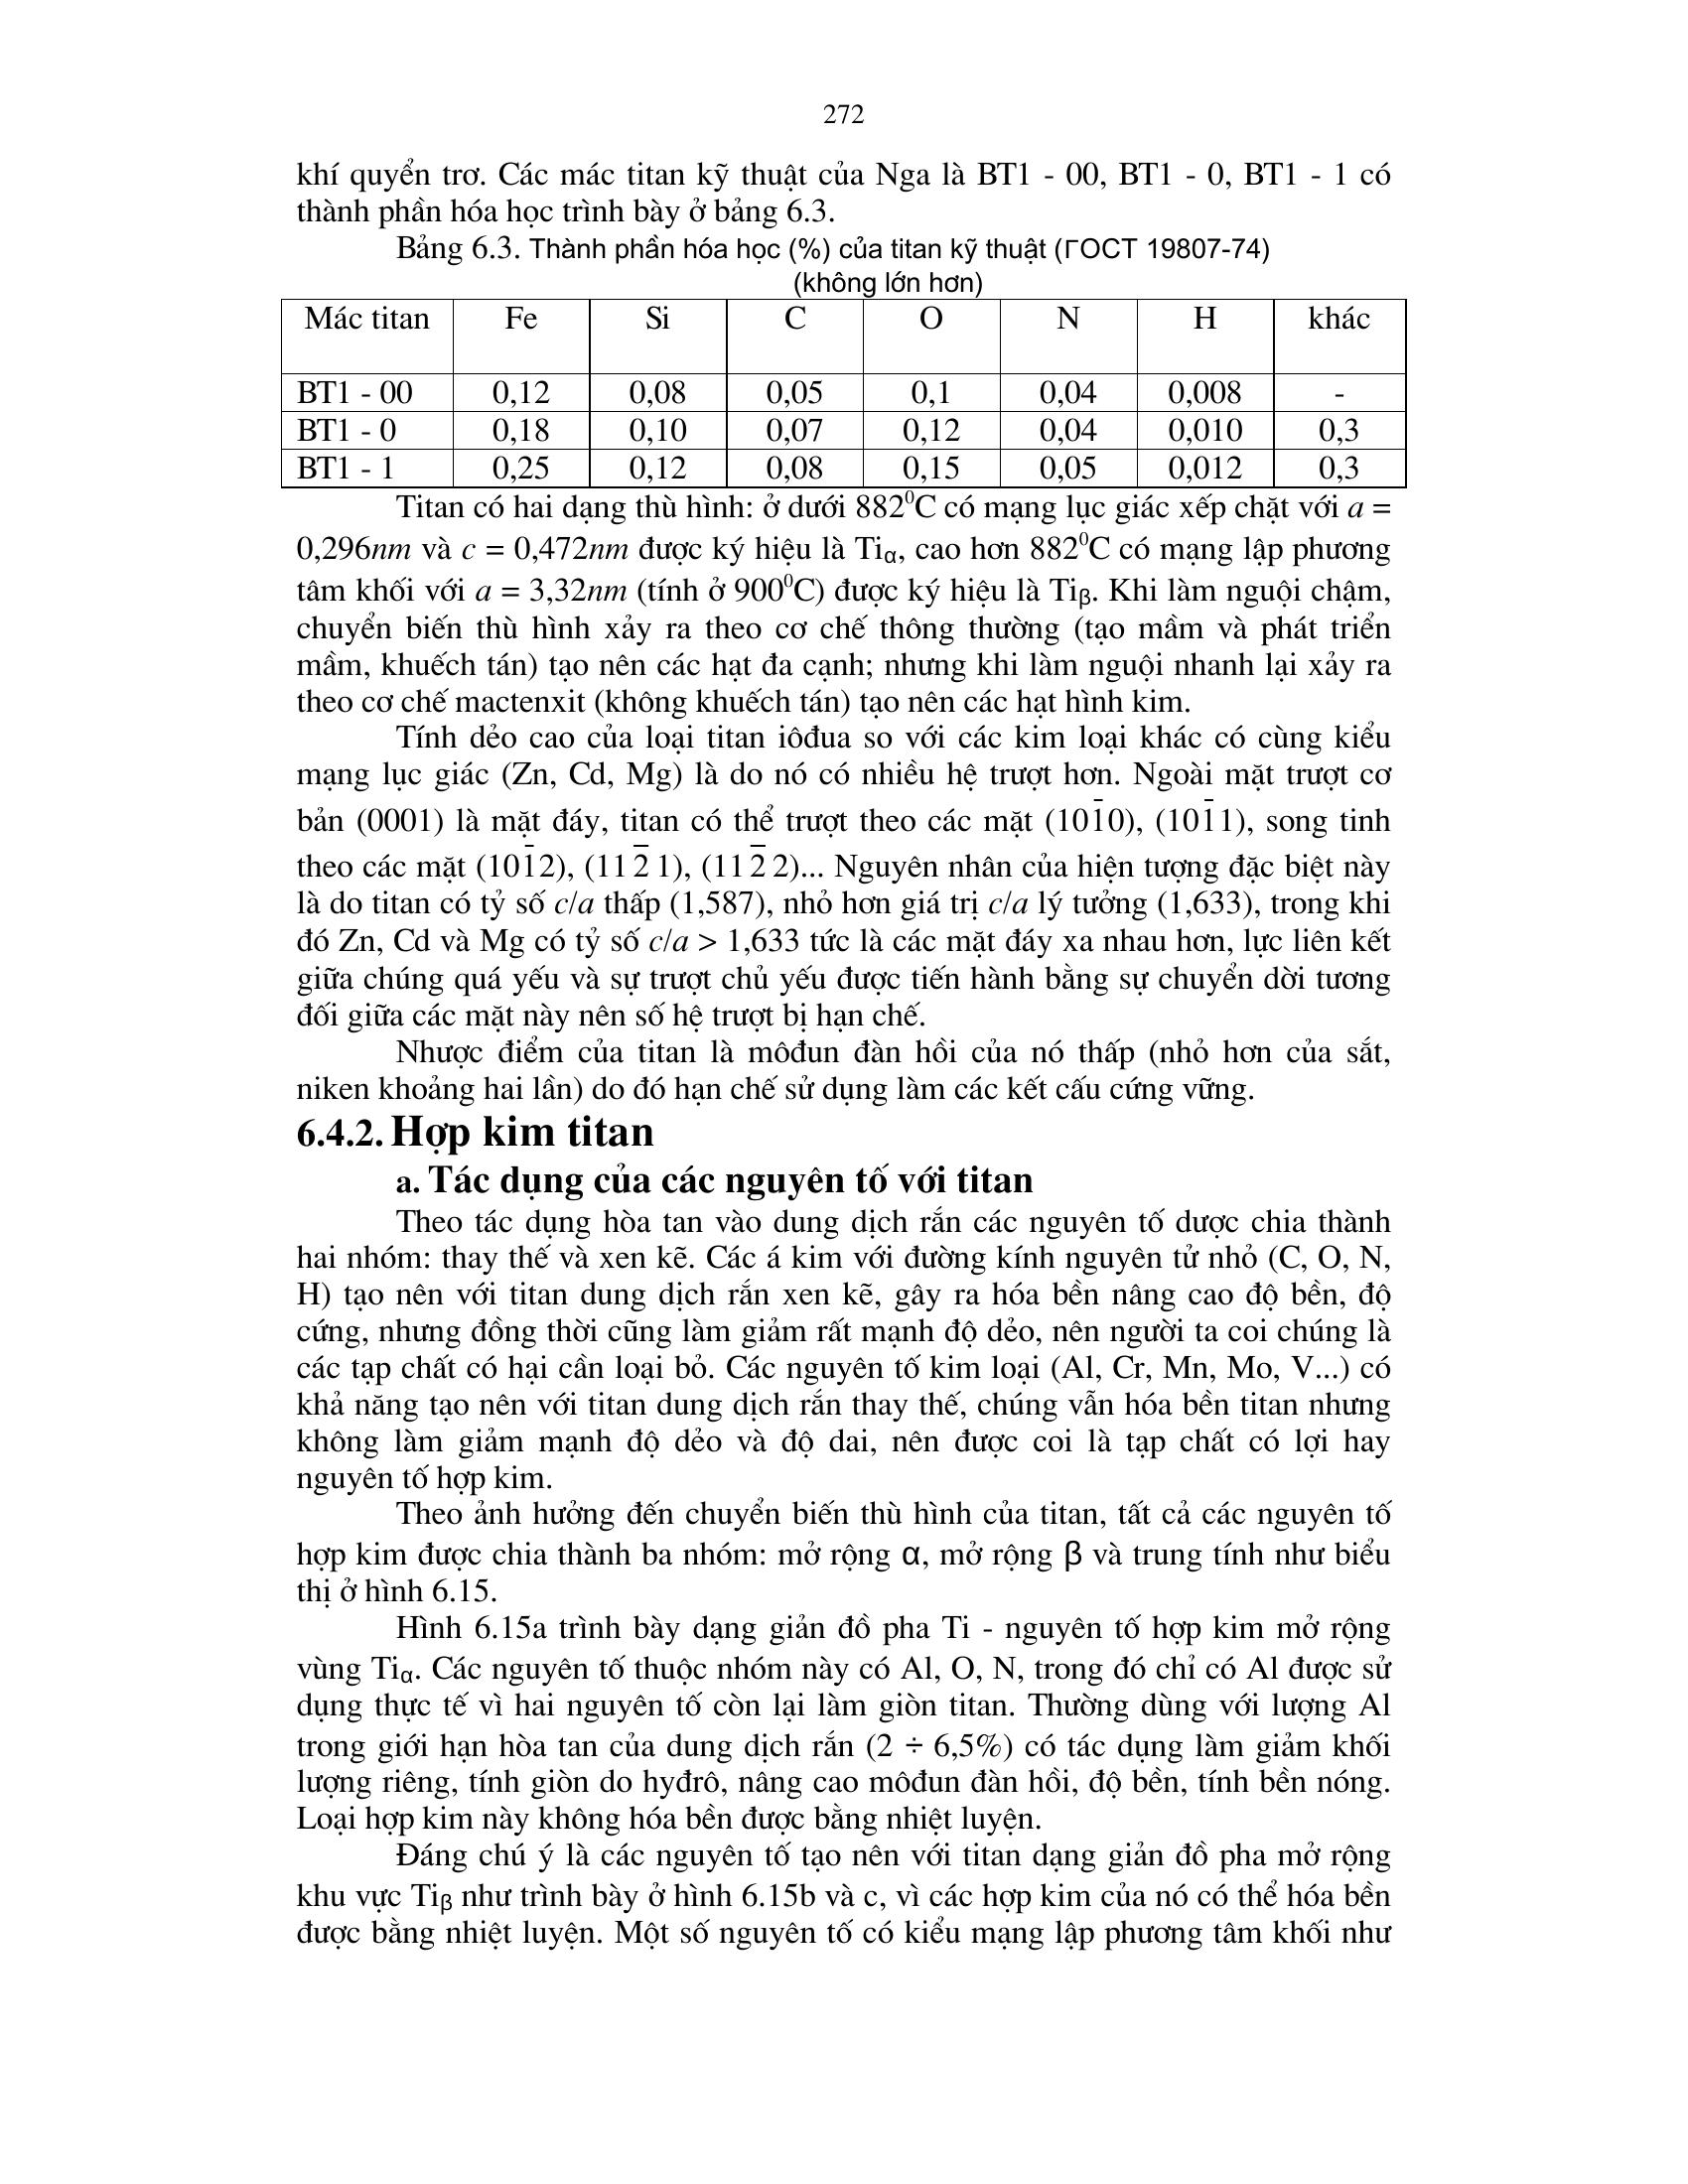 272
khí quyển trơ. Các mác titan kỹ thuật của Nga là BT1 - 00, BT1 - 0, BT1 - 1 có
thành phần hóa học trình bày ở bảng 6.3.
Bảng 6.3. Thành phần hóa học (%) của titan kỹ thuật (ГOCT 19807-74)
(không lớn hơn)
Mác titan Fe Si C O N H khác
BT1 - 00 0,12 0,08 0,05 0,1 0,04 0,008 -
BT1 - 0 0,18 0,10 0,07 0,12 0,04 0,010 0,3
BT1 - 1 0,25 0,12 0,08 0,15 0,05 0,012 0,3
Titan có hai dạng thù hình: ở dưới 882⁰C có mạng lục giác xếp chặt với a =
0,296nm và c = 0,472nm được ký hiệu là Tiα, cao hơn 882⁰C có mạng lập phương
tâm khối với a = 3,32nm (tính ở 900⁰C) được ký hiệu là Tiβ. Khi làm nguội chậm,
chuyển biến thù hình xảy ra theo cơ chế thông thường (tạo mầm và phát triển
mầm, khuếch tán) tạo nên các hạt đa cạnh; nhưng khi làm nguội nhanh lại xảy ra
theo cơ chế mactenxit (không khuếch tán) tạo nên các hạt hình kim.
Tính dẻo cao của loại titan iôđua so với các kim loại khác có cùng kiểu
mạng lục giác (Zn, Cd, Mg) là do nó có nhiều hệ trượt hơn. Ngoài mặt trượt cơ
bản (0001) là mặt đáy, titan có thể trượt theo các mặt (101̄0), (101̄1), song tinh
theo các mặt (101̄2), (11 2̄ 1), (11 2̄ 2)... Nguyên nhân của hiện tượng đặc biệt này
là do titan có tỷ số c/a thấp (1,587), nhỏ hơn giá trị c/a lý tưởng (1,633), trong khi
đó Zn, Cd và Mg có tỷ số c/a > 1,633 tức là các mặt đáy xa nhau hơn, lực liên kết
giữa chúng quá yếu và sự trượt chủ yếu được tiến hành bằng sự chuyển dời tương
đối giữa các mặt này nên số hệ trượt bị hạn chế.
Nhược điểm của titan là môđun đàn hồi của nó thấp (nhỏ hơn của sắt,
niken khoảng hai lần) do đó hạn chế sử dụng làm các kết cấu cứng vững.
6.4.2. Hợp kim titan
a. Tác dụng của các nguyên tố với titan
Theo tác dụng hòa tan vào dung dịch rắn các nguyên tố dược chia thành
hai nhóm: thay thế và xen kẽ. Các á kim với đường kính nguyên tử nhỏ (C, O, N,
H) tạo nên với titan dung dịch rắn xen kẽ, gây ra hóa bền nâng cao độ bền, độ
cứng, nhưng đồng thời cũng làm giảm rất mạnh độ dẻo, nên người ta coi chúng là
các tạp chất có hại cần loại bỏ. Các nguyên tố kim loại (Al, Cr, Mn, Mo, V...) có
khả năng tạo nên với titan dung dịch rắn thay thế, chúng vẫn hóa bền titan nhưng
không làm giảm mạnh độ dẻo và độ dai, nên được coi là tạp chất có lợi hay
nguyên tố hợp kim.
Theo ảnh hưởng đến chuyển biến thù hình của titan, tất cả các nguyên tố
hợp kim được chia thành ba nhóm: mở rộng α, mở rộng β và trung tính như biểu
thị ở hình 6.15.
Hình 6.15a trình bày dạng giản đồ pha Ti - nguyên tố hợp kim mở rộng
vùng Tiα. Các nguyên tố thuộc nhóm này có Al, O, N, trong đó chỉ có Al được sử
dụng thực tế vì hai nguyên tố còn lại làm giòn titan. Thường dùng với lượng Al
trong giới hạn hòa tan của dung dịch rắn (2 ÷ 6,5%) có tác dụng làm giảm khối
lượng riêng, tính giòn do hyđrô, nâng cao môđun đàn hồi, độ bền, tính bền nóng.
Loại hợp kim này không hóa bền được bằng nhiệt luyện.
Đáng chú ý là các nguyên tố tạo nên với titan dạng giản đồ pha mở rộng
khu vực Tiβ như trình bày ở hình 6.15b và c, vì các hợp kim của nó có thể hóa bền
được bằng nhiệt luyện. Một số nguyên tố có kiểu mạng lập phương tâm khối như